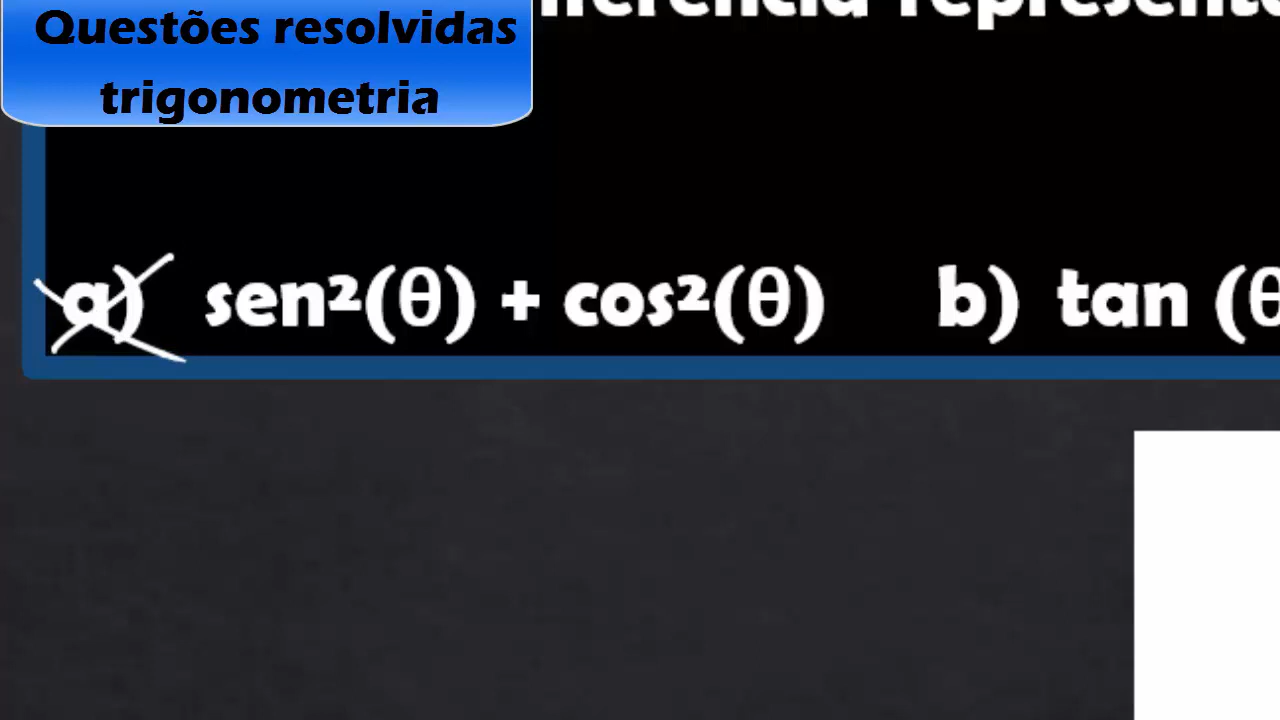 Questões resolvidas
trigonometria
a) sen²(θ) + cos²(θ) b) tan (θ